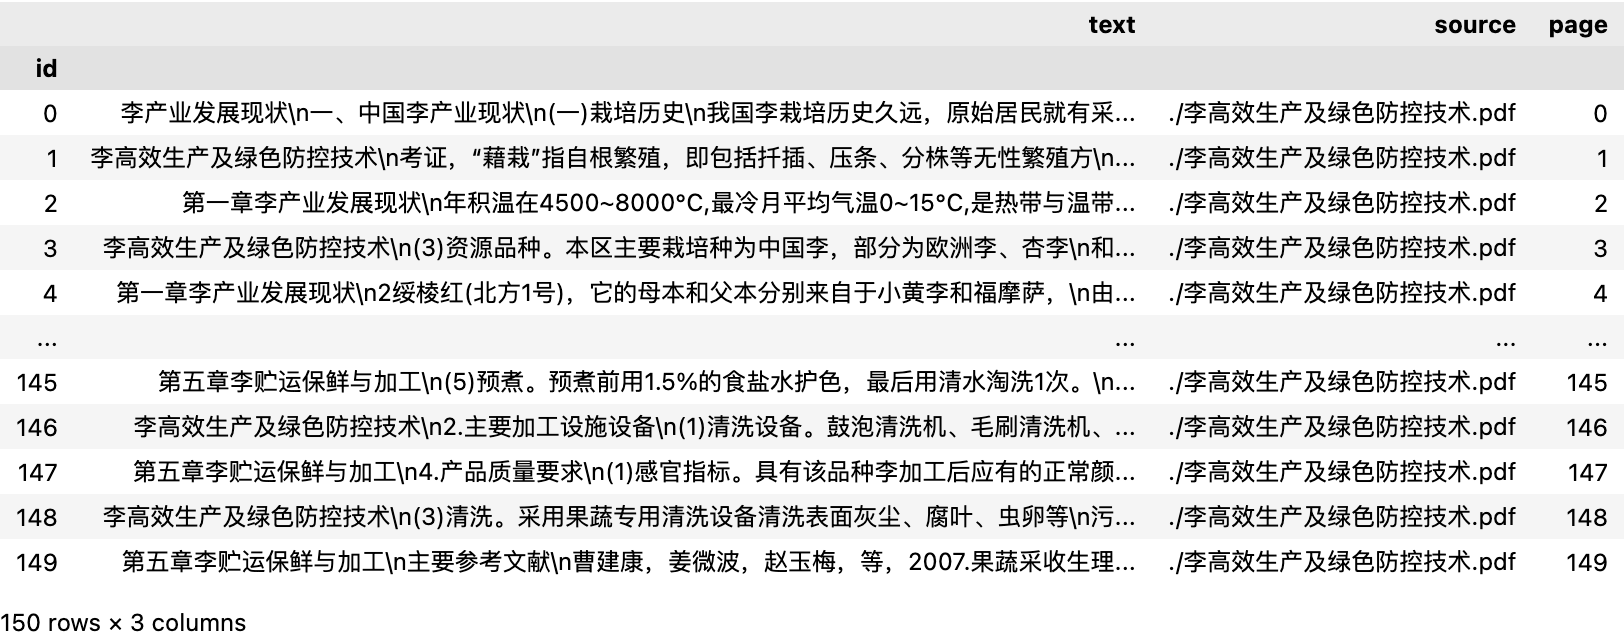 text source page
id
0 李产业发展现状\n一、中国李产业现状\n(一)栽培历史\n我国李栽培历史久远，原始居民就有采... ./李高效生产及绿色防控技术.pdf 0
1 李高效生产及绿色防控技术\n考证，“藉栽”指自根繁殖，即包括扦插、压条、分株等无性繁殖方\n... ./李高效生产及绿色防控技术.pdf 1
2 第一章李产业发展现状\n年积温在4500~8000°C,最冷月平均气温0~15°C,是热带与温带... ./李高效生产及绿色防控技术.pdf 2
3 李高效生产及绿色防控技术\n(3)资源品种。本区主要栽培种为中国李，部分为欧洲李、杏李\n和... ./李高效生产及绿色防控技术.pdf 3
4 第一章李产业发展现状\n2绥棱红(北方1号)，它的母本和父本分别来自于小黄李和福摩萨，\n由... ./李高效生产及绿色防控技术.pdf 4
... ... ... ...
145 第五章李贮运保鲜与加工\n(5)预煮。预煮前用1.5%的食盐水护色，最后用清水淘洗1次。\n... ./李高效生产及绿色防控技术.pdf 145
146 李高效生产及绿色防控技术\n2.主要加工设施设备\n(1)清洗设备。鼓泡清洗机、毛刷清洗机、... ./李高效生产及绿色防控技术.pdf 146
147 第五章李贮运保鲜与加工\n4.产品质量要求\n(1)感官指标。具有该品种李加工后应有的正常颜... ./李高效生产及绿色防控技术.pdf 147
148 李高效生产及绿色防控技术\n(3)清洗。采用果蔬专用清洗设备清洗表面灰尘、腐叶、虫卵等\n污... ./李高效生产及绿色防控技术.pdf 148
149 第五章李贮运保鲜与加工\n主要参考文献\n曹建康，姜微波，赵玉梅，等，2007.果蔬采收生理... ./李高效生产及绿色防控技术.pdf 149
150 rows × 3 columns